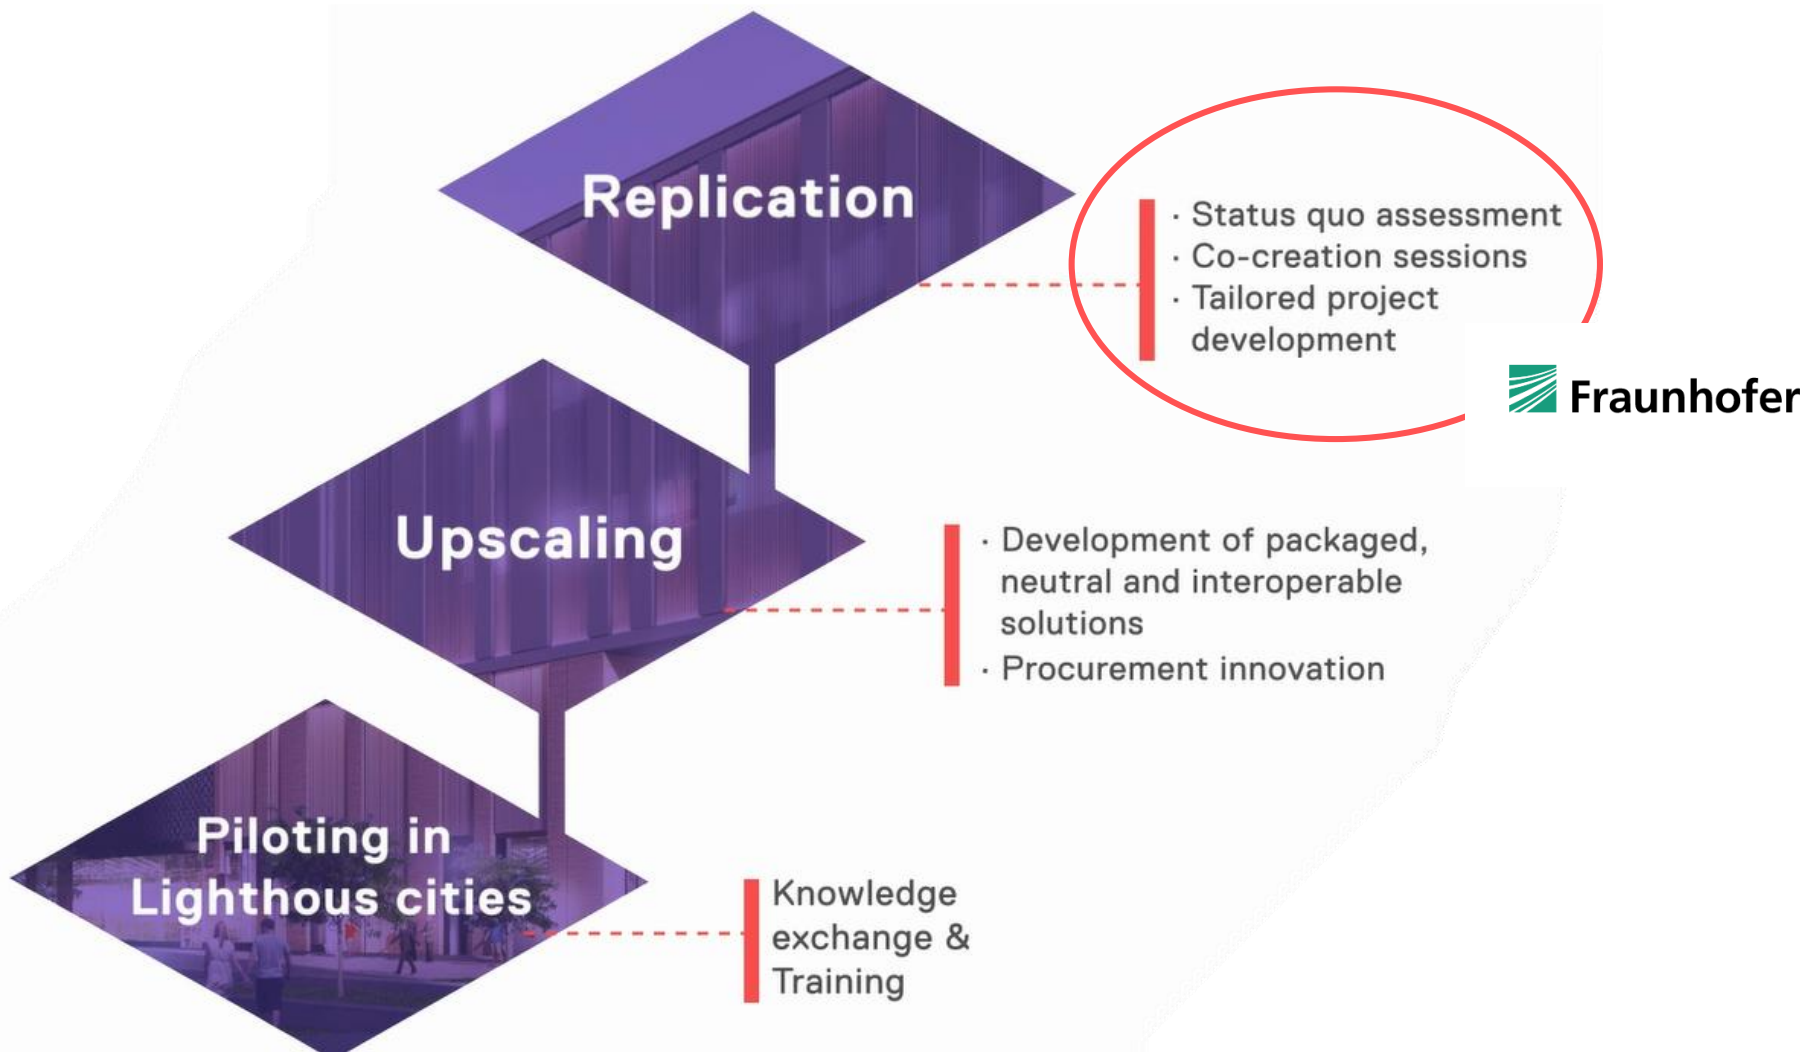 Replication
· Status quo assessment
· Co-creation sessions
· Tailored project
development
Fraunhofer
Upscaling
· Development of packaged,
neutral and interoperable
solutions
· Procurement innovation
Piloting in
Lighthous cities
Knowledge
exchange &
Training